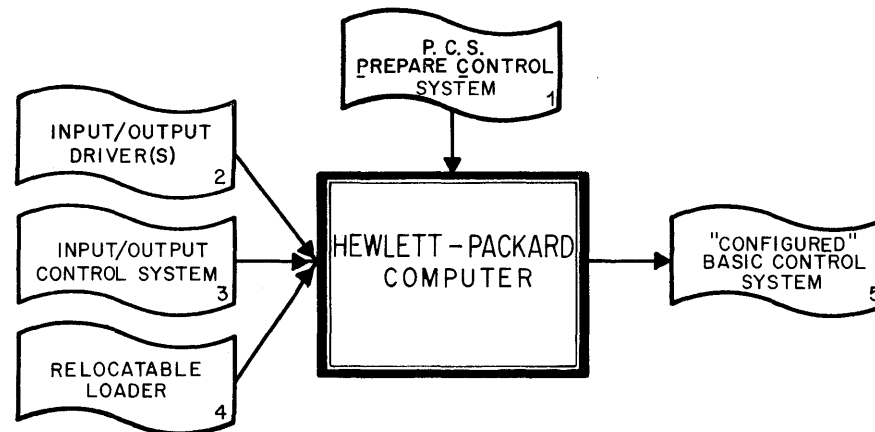 P. C. S.
PREPARE CONTROL
SYSTEM
1
INPUT/OUTPUT
DRIVER(S)
2
INPUT/OUTPUT
CONTROL SYSTEM
3
RELOCATABLE
LOADER
4
HEWLETT-PACKARD
COMPUTER
"CONFIGURED"
BASIC CONTROL
SYSTEM
5